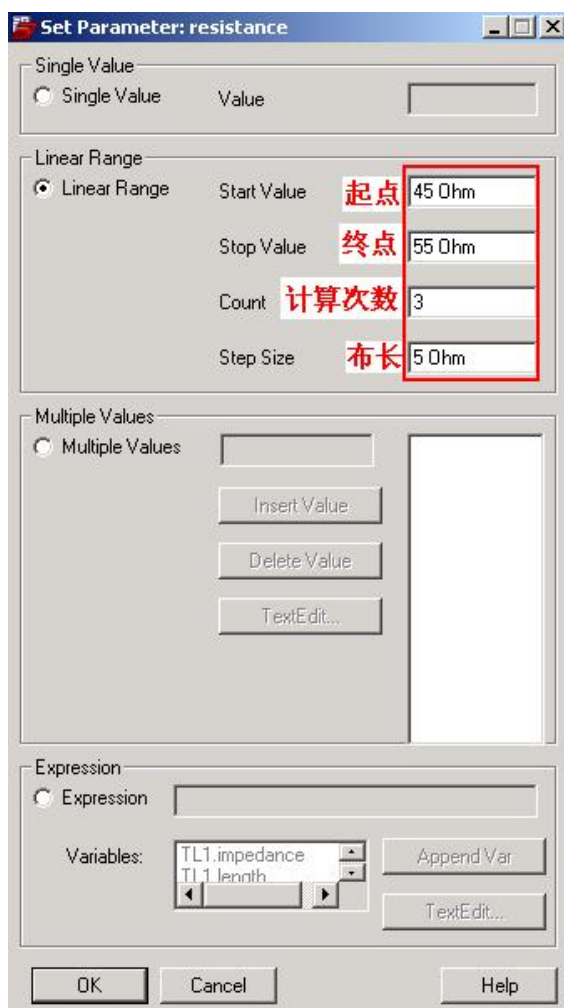 Set Parameter: resistance
Single Value
Single Value Value
Linear Range
Linear Range Start Value 起点 45 Ohm
Stop Value 终点 55 Ohm
Count 计算次数 3
Step Size 布长 5 Ohm
Multiple Values
Multiple Values
Insert Value
Delete Value
TextEdit...
Expression
Expression
Variables: TL1.impedance Append Var
TL1.length
TextEdit...
OK Cancel Help